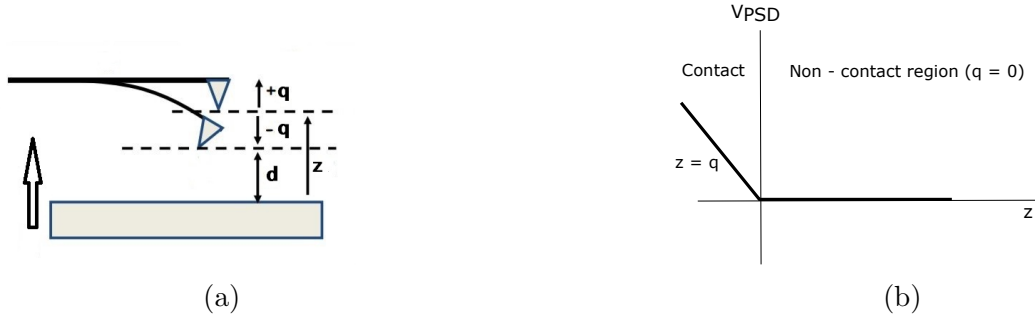 +q
- q
z
d
(a)
VPSD
Contact
Non - contact region (q = 0)
z = q
z
(b)